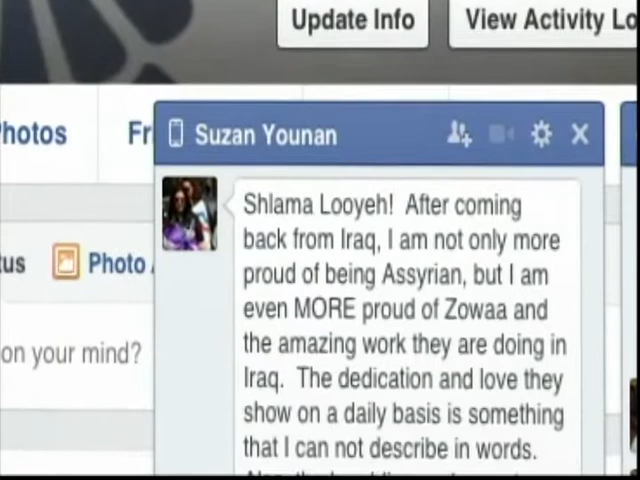 Update Info
View Activity Lo
Photos
Fr
Suzan Younan
Shlama Looyeh! After coming
back from Iraq, I am not only more
proud of being Assyrian, but I am
even MORE proud of Zowaa and
the amazing work they are doing in
Iraq. The dedication and love they
show on a daily basis is something
that I can not describe in words.
tus
Photo
on your mind?